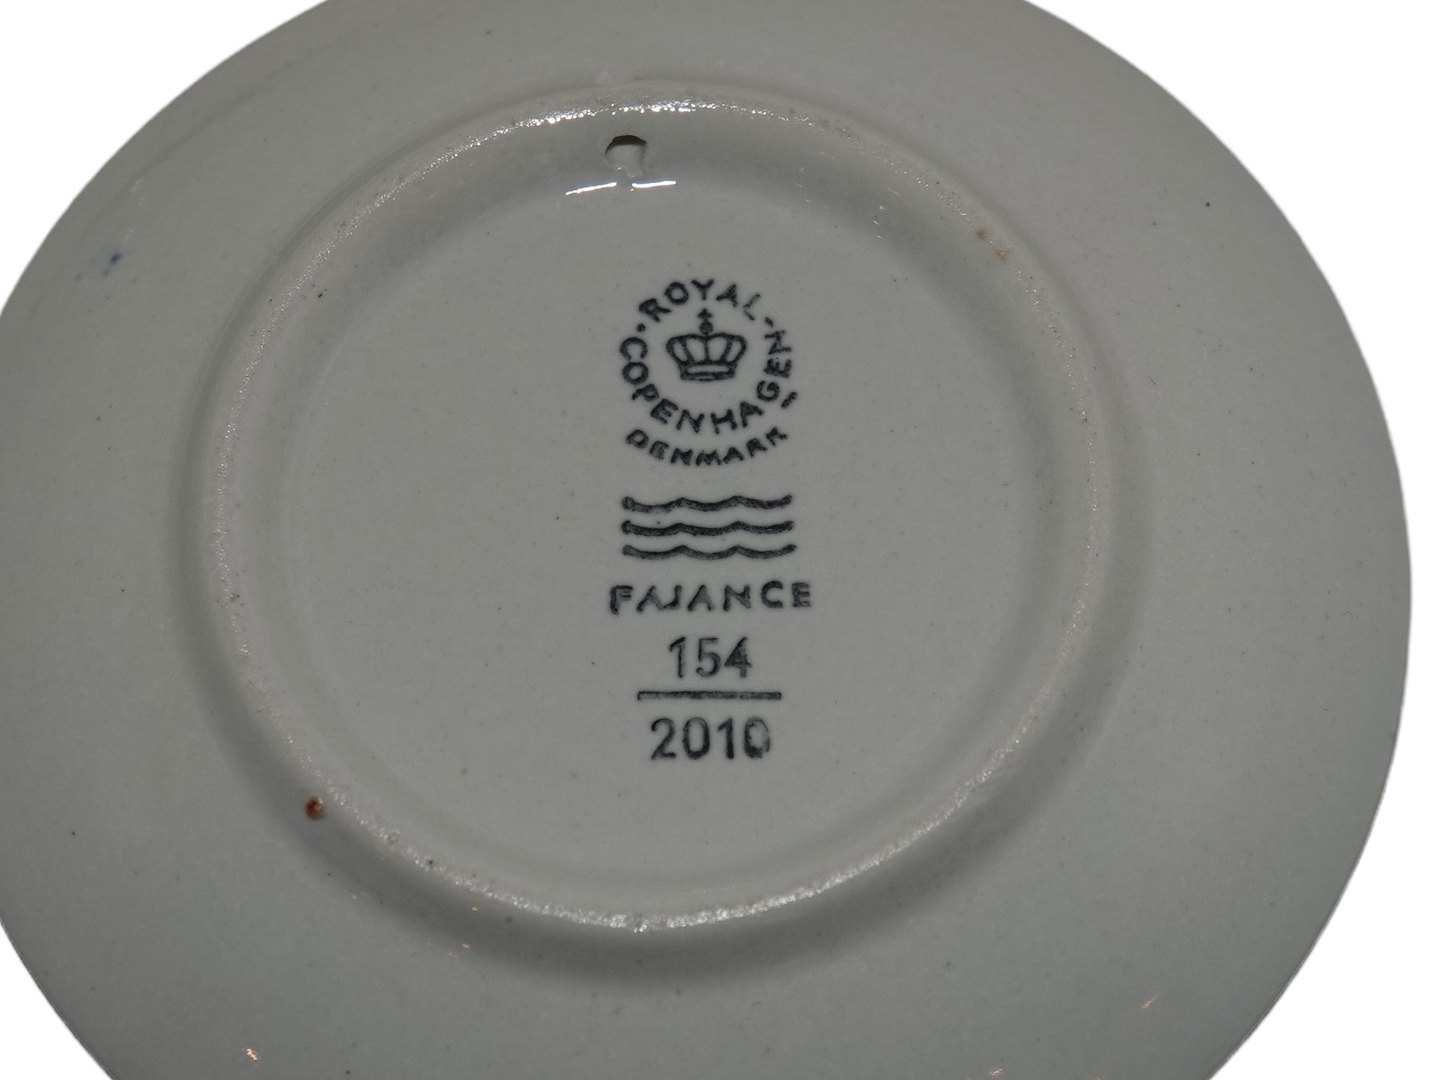 ROYAL
COPENHAGEN
DENMARK
FAJANCE
154
2010